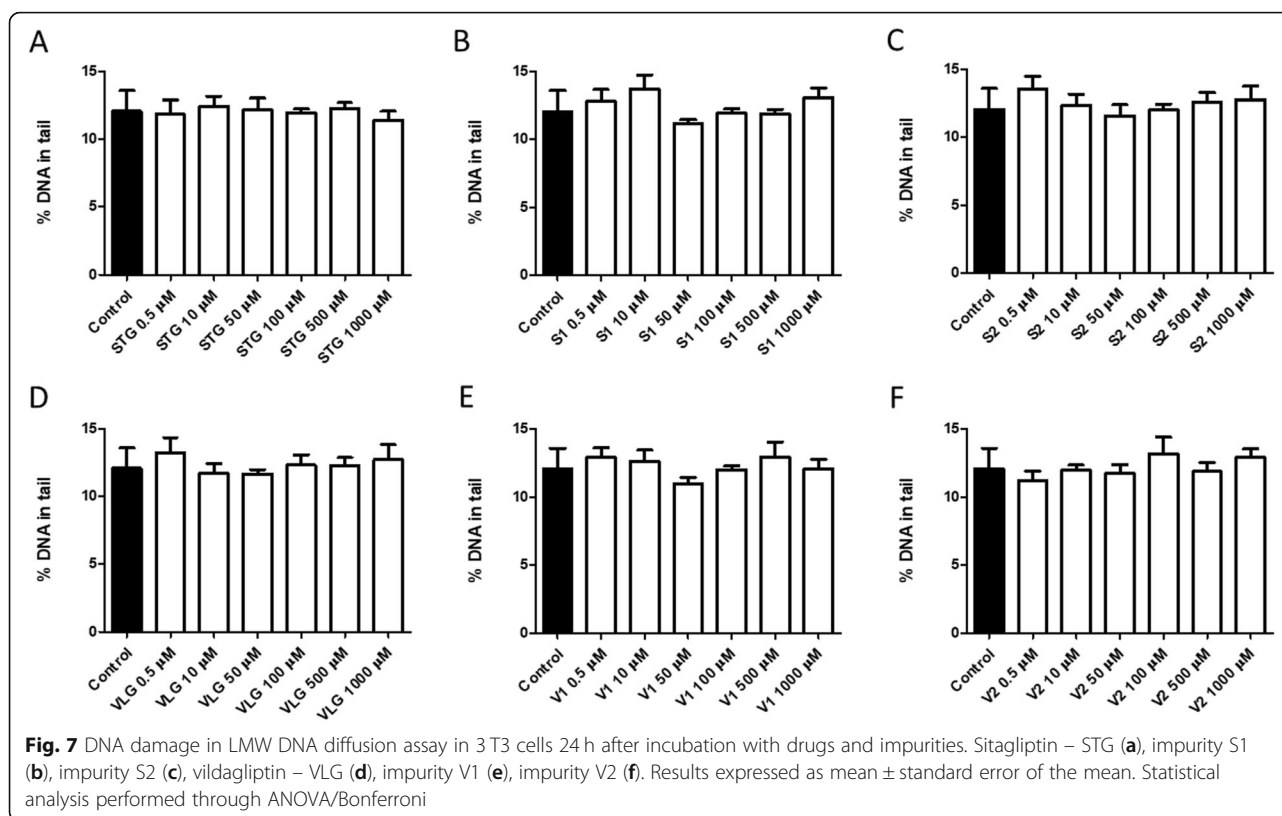 A
15
10
5
0
% DNA in tail
Control
STG 0.5 µM
STG 10 µM
STG 50 µM
STG 100 µM
STG 500 µM
STG 1000 µM
B
15
10
5
0
% DNA in tail
Control
S1 0.5 µM
S1 10 µM
S1 50 µM
S1 100 µM
S1 500 µM
S1 1000 µM
C
15
10
5
0
% DNA in tail
Control
S2 0.5 µM
S2 10 µM
S2 50 µM
S2 100 µM
S2 500 µM
S2 1000 µM
D
15
10
5
0
% DNA in tail
Control
VLG 0.5 µM
VLG 10 µM
VLG 50 µM
VLG 100 µM
VLG 500 µM
VLG 1000 µM
E
15
10
5
0
% DNA in tail
Control
V1 0.5 µM
V1 10 µM
V1 50 µM
V1 100 µM
V1 500 µM
V1 1000 µM
F
15
10
5
0
% DNA in tail
Control
V2 0.5 µM
V2 10 µM
V2 50 µM
V2 100 µM
V2 500 µM
V2 1000 µM
Fig. 7 DNA damage in LMW DNA diffusion assay in 3 T3 cells 24 h after incubation with drugs and impurities. Sitagliptin – STG (a), impurity S1
(b), impurity S2 (c), vildagliptin – VLG (d), impurity V1 (e), impurity V2 (f). Results expressed as mean ± standard error of the mean. Statistical
analysis performed through ANOVA/Bonferroni